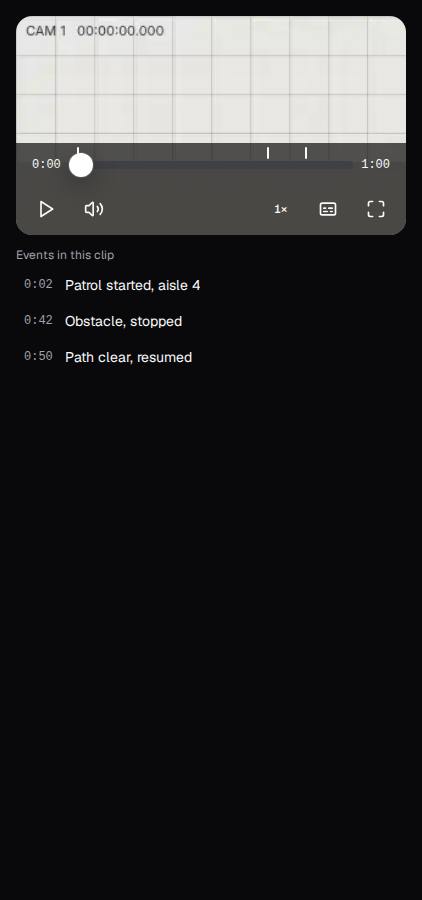 CAM 1 00:00:00.000
0:00 1:00
1×
Events in this clip
0:02 Patrol started, aisle 4
0:42 Obstacle, stopped
0:50 Path clear, resumed